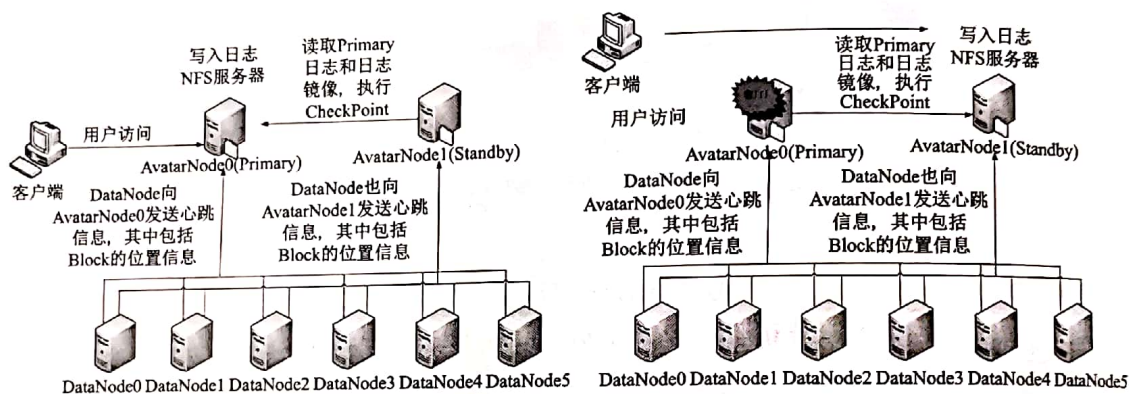 写入日志
NFS服务器
读取Primary
日志和日志
镜像，执行
CheckPoint
用户访问
客户端
AvatarNode0(Primary)
AvatarNode1(Standby)
DataNode向
AvatarNode0发送心跳
信息，其中包括
Block的位置信息
DataNode也向
AvatarNode1发送心跳
信息，其中包括
Block的位置信息
DataNode0 DataNode1 DataNode2 DataNode3 DataNode4 DataNode5
客户端
读取Primary
日志和日志
镜像，执行
CheckPoint
写入日志
NFS服务器
用户访问
AvatarNode0(Primary)
AvatarNode1(Standby)
DataNode向
AvatarNode0发送心跳
信息，其中包括
Block的位置信息
DataNode也向
AvatarNode1发送心跳
信息，其中包括
Block的位置信息
DataNode0 DataNode1 DataNode2 DataNode3 DataNode4 DataNode5